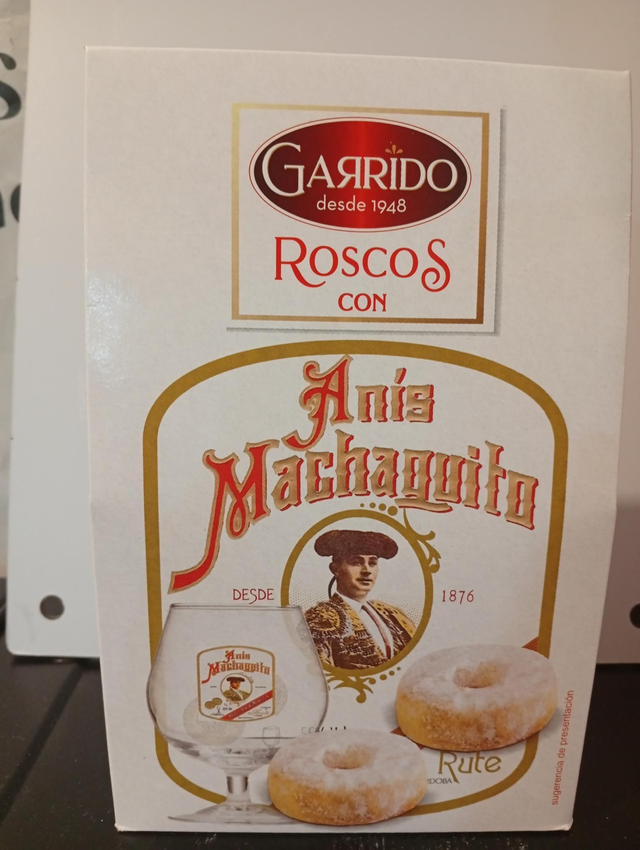 GARRIDO
desde 1948
ROSCOS
CON
Anís
Machaquito
DESDE
1876
Anís
Machaquito
Rute
sugerencia de presentación